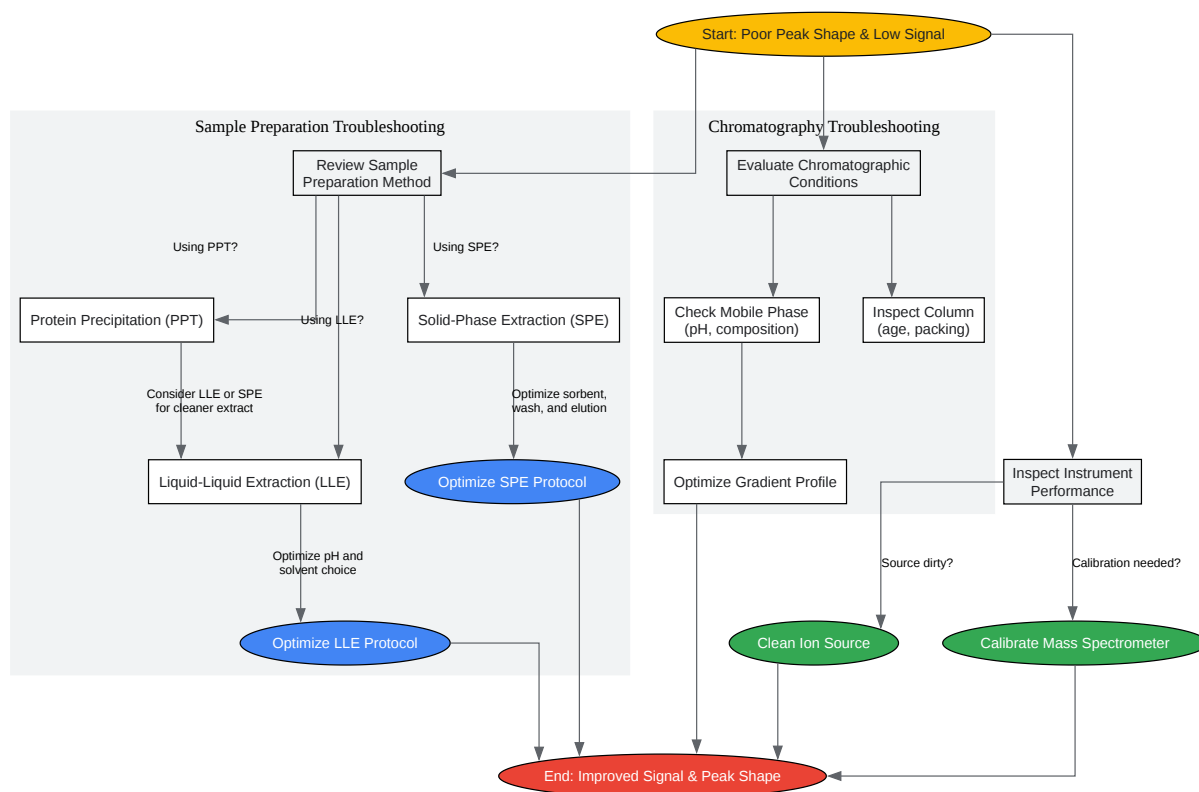 Start: Poor Peak Shape & Low Signal
Sample Preparation Troubleshooting
Chromatography Troubleshooting
Review Sample
Preparation Method
Evaluate Chromatographic
Conditions
Using PPT?
Using SPE?
Protein Precipitation (PPT)
Using LLE?
Solid-Phase Extraction (SPE)
Check Mobile Phase
(pH, composition)
Inspect Column
(age, packing)
Consider LLE or SPE
for cleaner extract
Optimize sorbent,
wash, and elution
Liquid-Liquid Extraction (LLE)
Optimize SPE Protocol
Optimize Gradient Profile
Inspect Instrument
Performance
Optimize pH and
solvent choice
Source dirty?
Calibration needed?
Optimize LLE Protocol
Clean Ion Source
Calibrate Mass Spectrometer
End: Improved Signal & Peak Shape